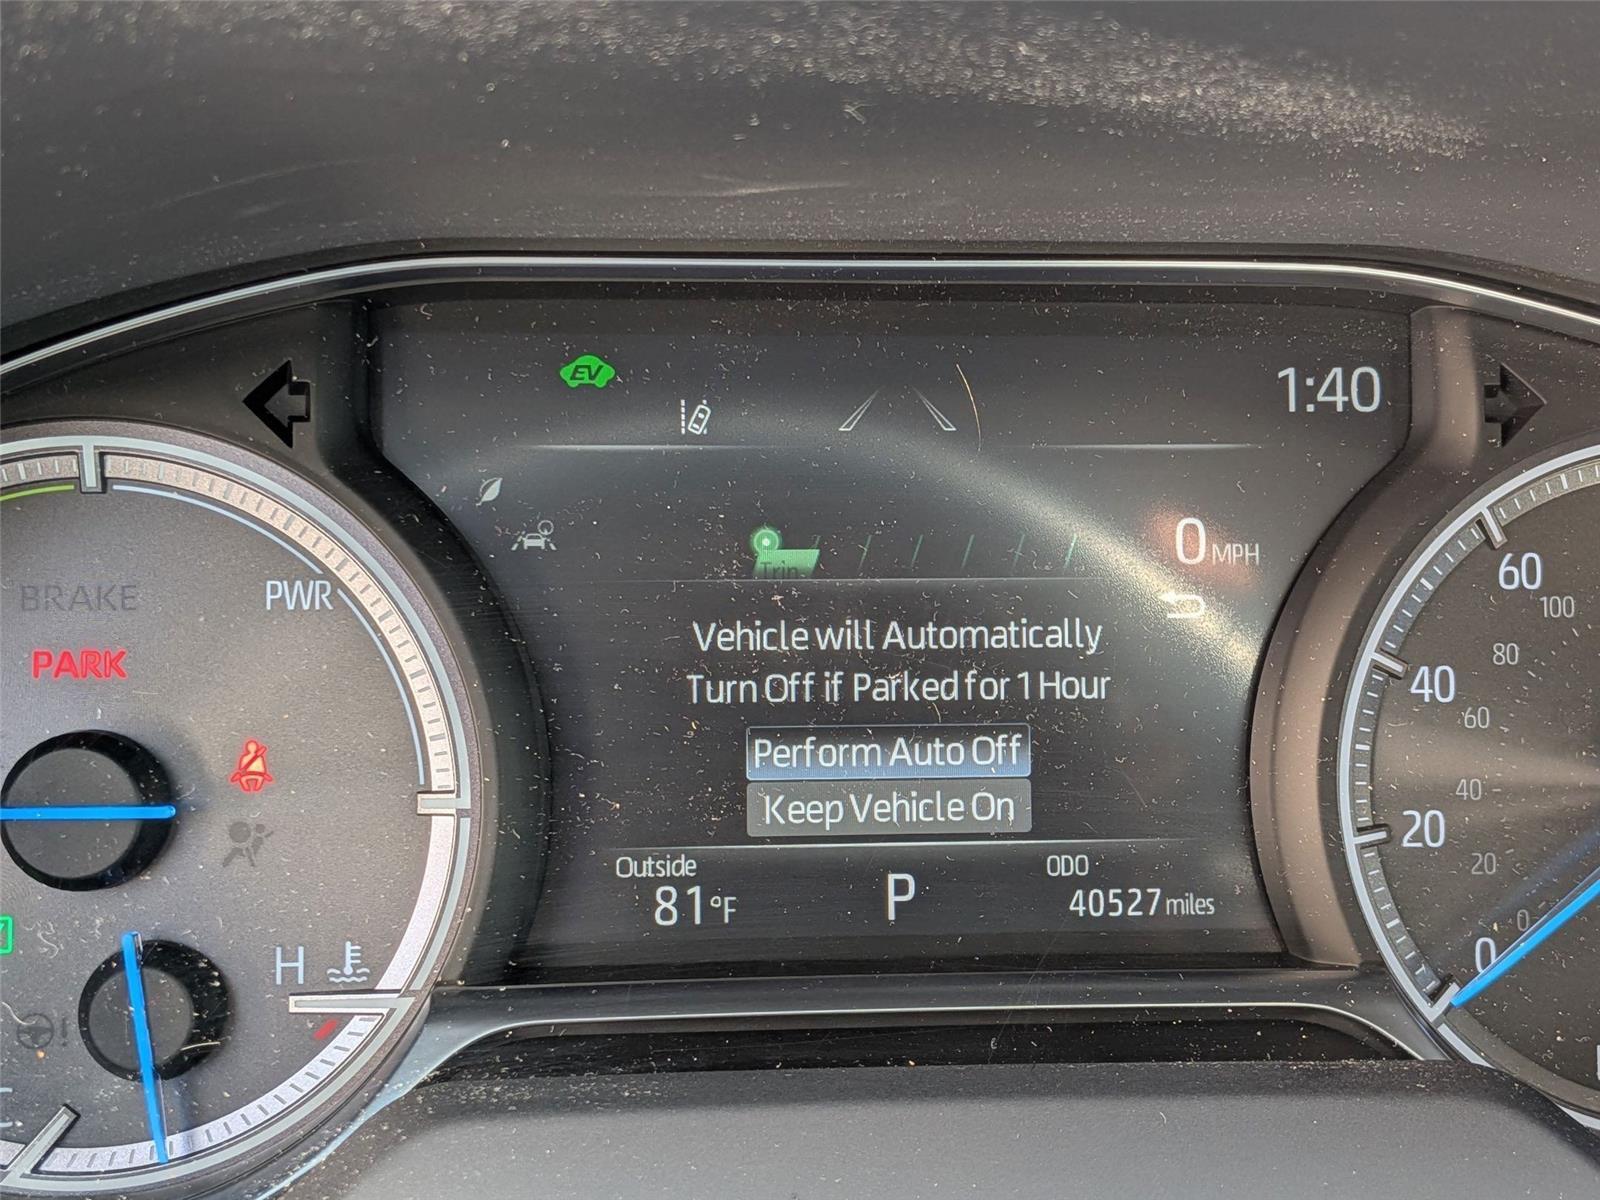 EV
1:40
0 MPH
Trip
Vehicle will Automatically
Turn Off if Parked for 1 Hour
Perform Auto Off
Keep Vehicle On
Outside
81°F
P
ODO
40527 miles
BRAKE
PWR
PARK
H
60
100
80
40
60
40
20
20
0
0